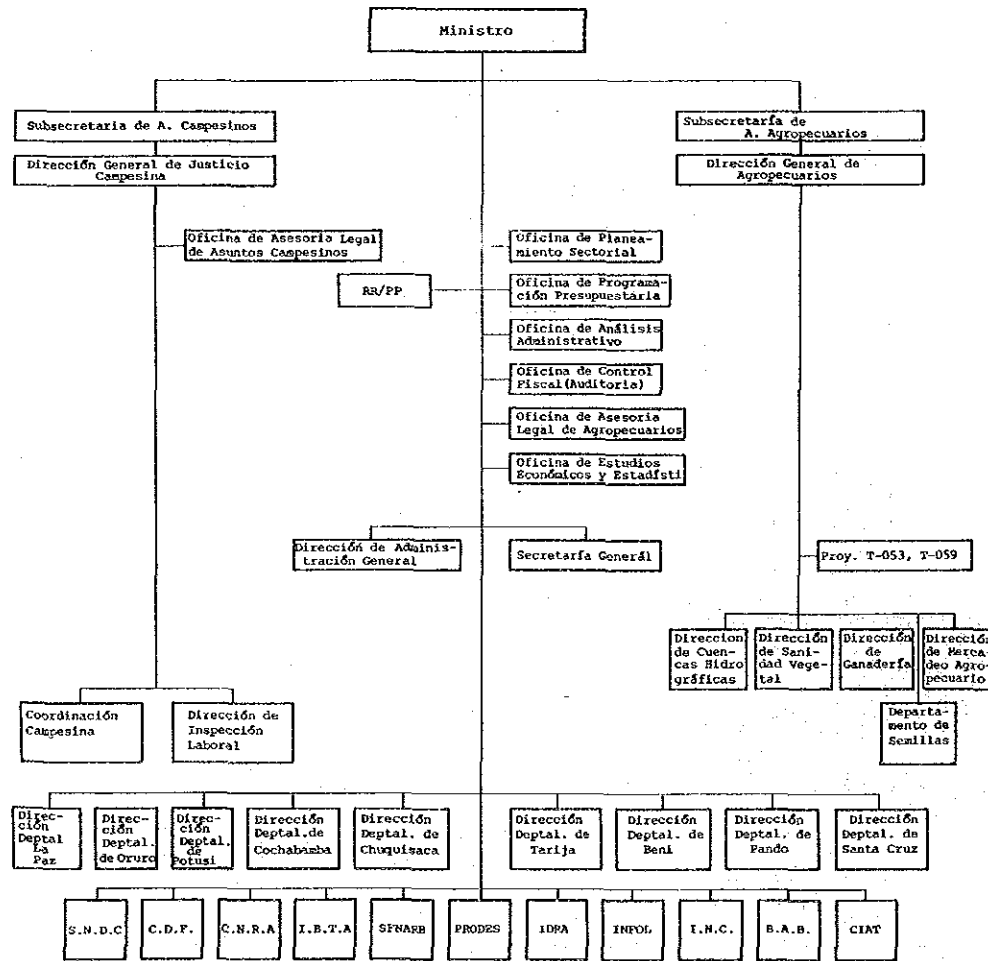 Ministro
Subsecretaria de A. Campesinos
Subsecretaría de
A. Agropecuarios
Dirección General de Justicio
Campesina
Dirección General de
Agropecuarios
Oficina de Asesoria Legal
de Asuntos Campesinos
Oficina de Planea-
miento Sectorial
RR/PP
Oficina de Programa-
ción Presupuestaria
Oficina de Análisis
Administrativo
Oficina de Control
Fiscal(Auditoria)
Oficina de Asesoria
Legal de Agropecuarios
Oficina de Estudios
Económicos y Estadísti
Dirección de Adminis-
tración General
Secretaría General
Proy. T-053, T-059
Direccion
de Cuen-
cas Hidro
gráficas
Dirección
de Sani-
dad Vege-
tal
Dirección
de
Ganadería
Dirección
de Merca-
deo Agro-
pecuario
Departa-
mento de
Semillas
Coordinación
Campesina
Dirección de
Inspección
Laboral
Direc-
ción
Deptal
La
Paz
Direc-
ción
Deptal.
de Oruro
Direc-
ción
Deptal.
de
Potusi
Dirección
Deptal.de
Cochabamba
Dirección
Deptal. de
Chuquisaca
Dirección
Deptal. de
Tarija
Dirección
Deptal. de
Beni
Dirección
Deptal. de
Pando
Dirección
Deptal. de
Santa Cruz
S.N.D.C
C.D.F.
C.N.R.A
I.B.T.A
SFNARB
PRODES
IDRA
INFOL
I.N.C.
B.A.B.
CIAT